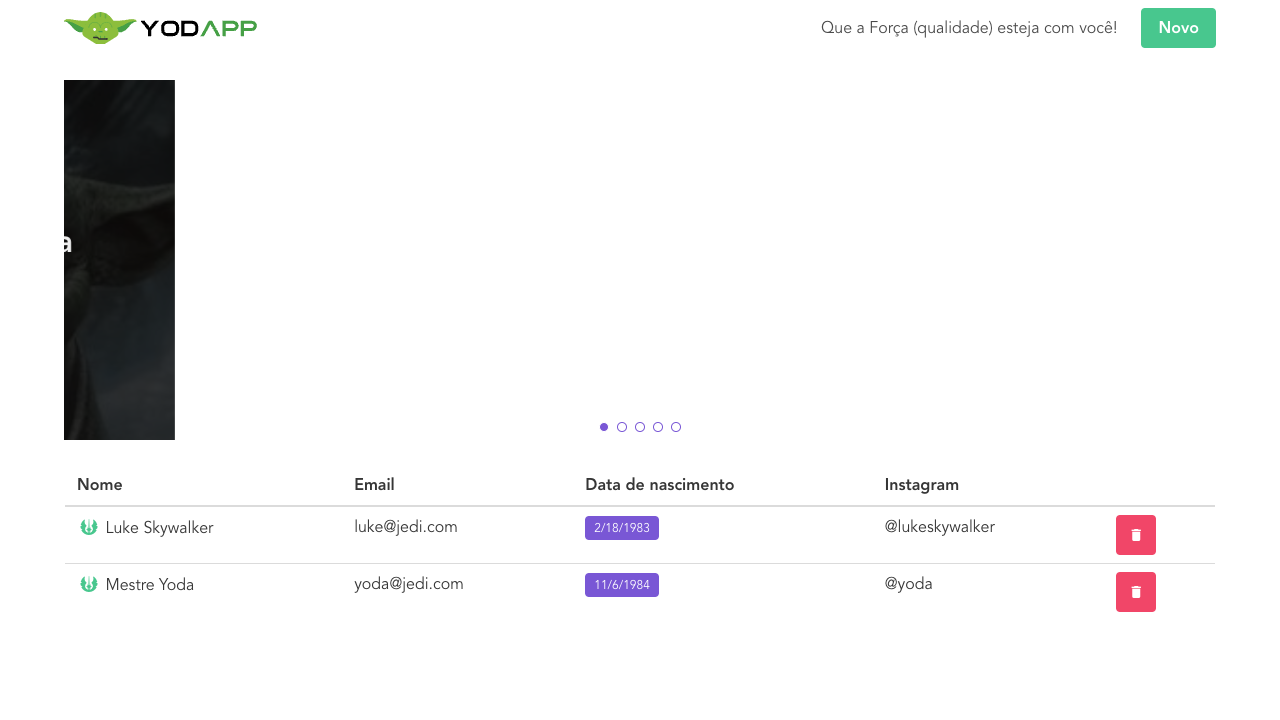 YODAPP
Que a Força (qualidade) esteja com você!
Novo
a
Nome Email Data de nascimento Instagram
Luke Skywalker luke@jedi.com 2/18/1983 @lukeskywalker
Mestre Yoda yoda@jedi.com 11/6/1984 @yoda